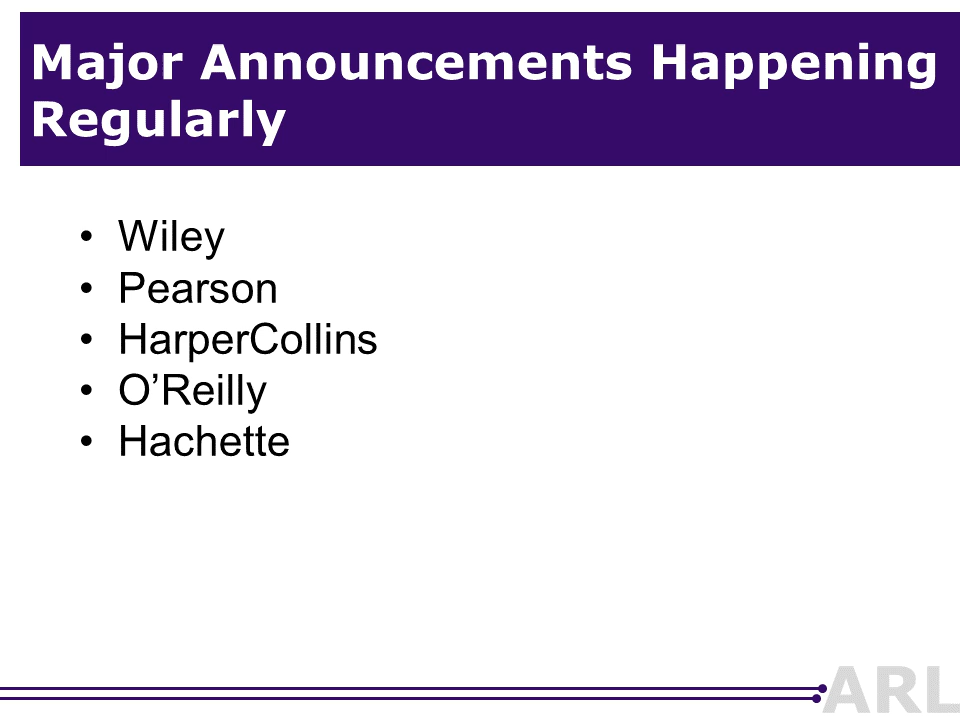 Major Announcements Happening
Regularly
• Wiley
• Pearson
• HarperCollins
• O’Reilly
• Hachette
ARL